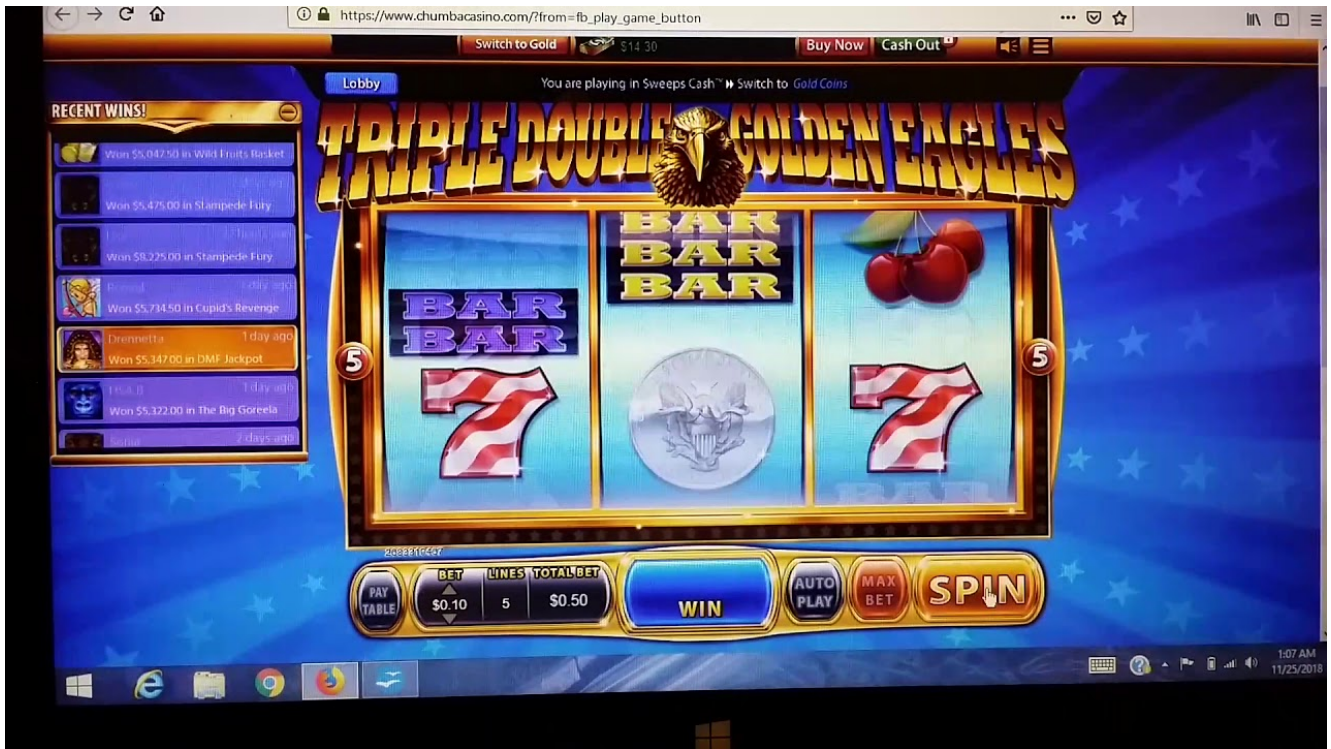 https://www.chumbacasino.com/?from=fb_play_game_button
Switch to Gold
$14.30
Buy Now
Cash Out
Lobby
You are playing in Sweeps Cash™ Switch to Gold Coins
RECENT WINS!
TRIPLE DOUBLE GOLDEN EAGLES
Won $5,047.50 in Wild Fruits Basket
Won $5,475.00 in Stampede Fury
Won $9,225.00 in Stampede Fury
Won $5,734.50 in Cupid's Revenge
Drennetta 1 day ago
Won $5,347.00 in DMF Jackpot
Lisa B 1 day ago
Won $5,322.00 in The Big Goreela
Sonia 2 days ago
BAR
BAR
BAR
BAR
BAR
7
7
BAR
5
5
PAY TABLE
BET
$0.10
LINES
5
TOTAL BET
$0.50
WIN
AUTO PLAY
MAX BET
SPIN
1:07 AM
11/25/2018